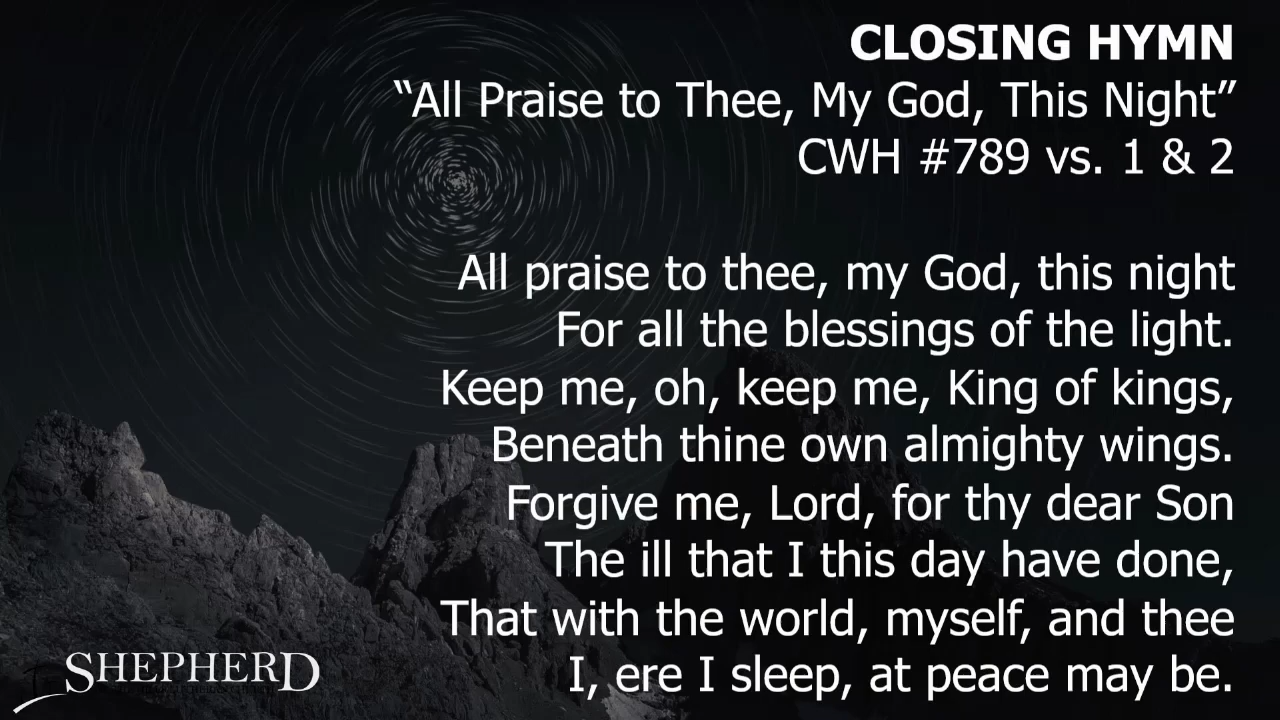 CLOSING HYMN
“All Praise to Thee, My God, This Night”
CWH #789 vs. 1 & 2
All praise to thee, my God, this night
For all the blessings of the light.
Keep me, oh, keep me, King of kings,
Beneath thine own almighty wings.
Forgive me, Lord, for thy dear Son
The ill that I this day have done,
That with the world, myself, and thee
I, ere I sleep, at peace may be.
SHEPHERD